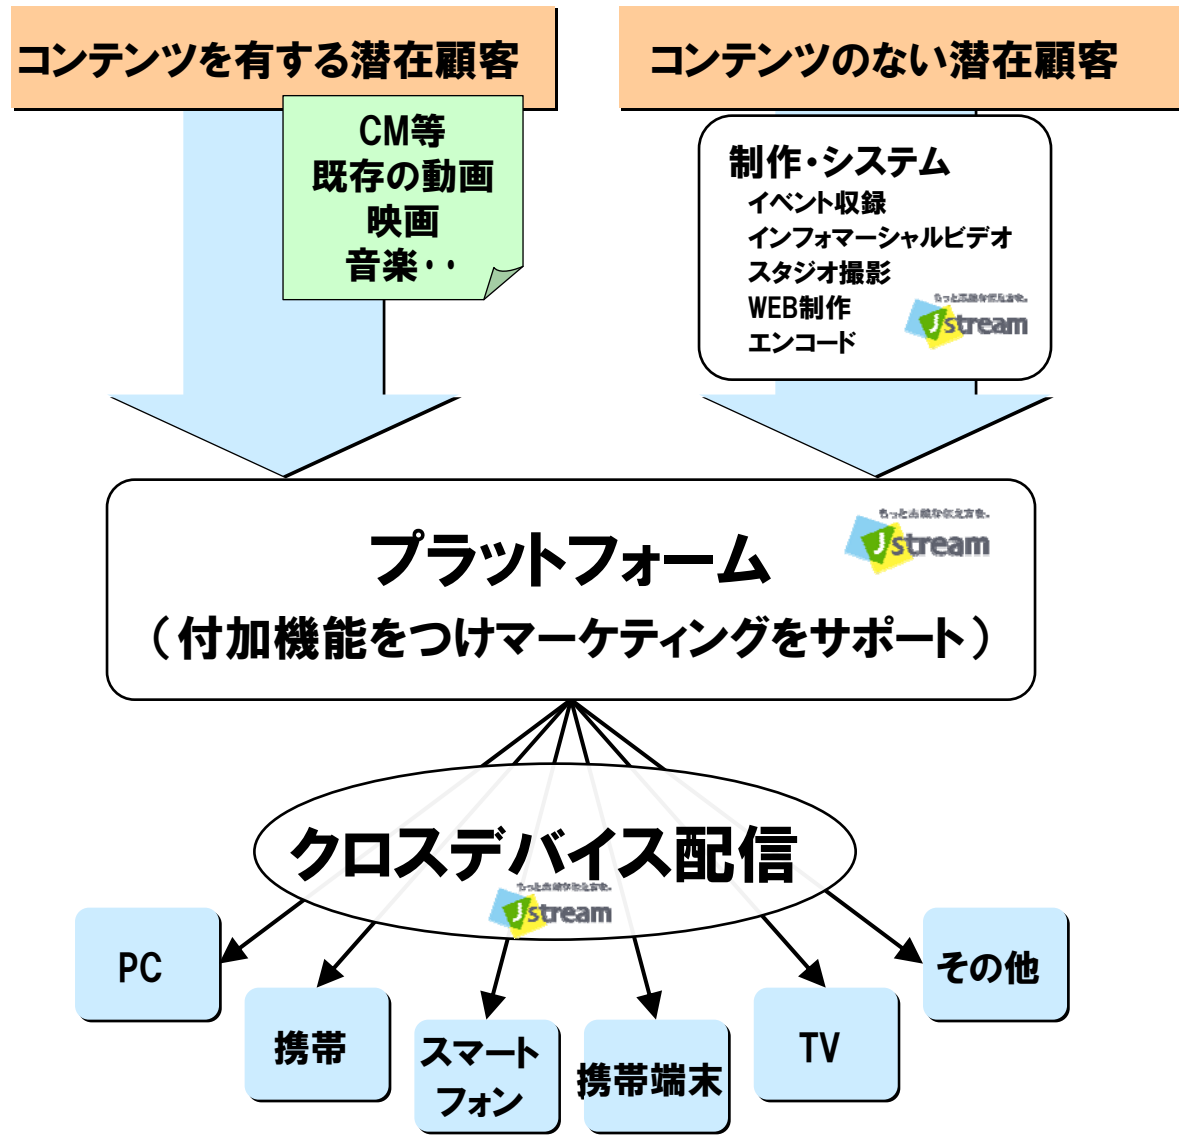 コンテンツを有する潜在顧客
コンテンツのない潜在顧客
CM等
既存の動画
映画
音楽‥
制作・システム
イベント収録
インフォマーシャルビデオ
スタジオ撮影
WEB制作
エンコード
Jstream
プラットフォーム
Jstream
（付加機能をつけマーケティングをサポート）
クロスデバイス配信
Jstream
PC
携帯
スマート
フォン
携帯端末
TV
その他